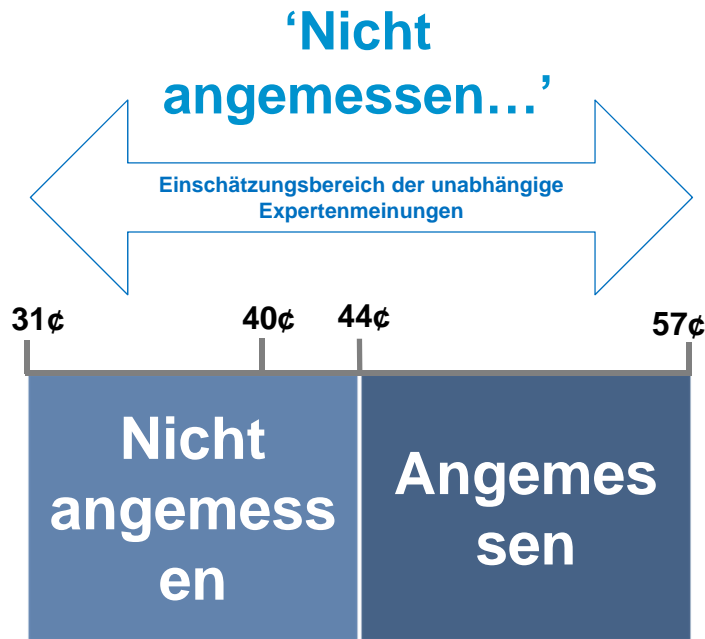 ‘Nicht
angemessen…’
Einschätzungsbereich der unabhängige
Expertenmeinungen
31¢ 40¢ 44¢ 57¢
Nicht
angemess
en
Angemes
sen